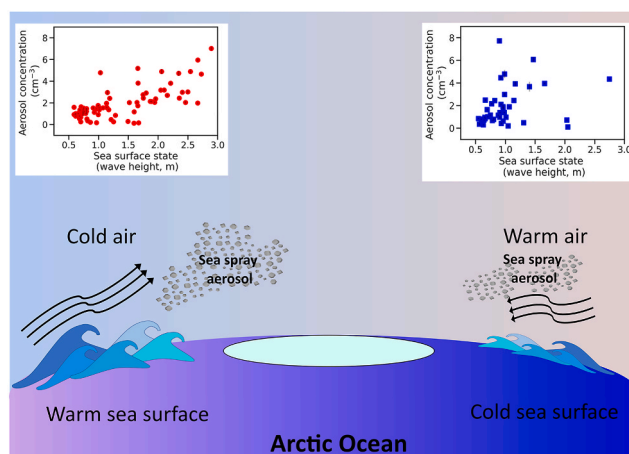 Aerosol concentration
(cm⁻³)
8
6
4
2
0
0.5 1.0 1.5 2.0 2.5 3.0
Sea surface state
(wave height, m)
Aerosol concentration
(cm⁻³)
8
6
4
2
0
0.5 1.0 1.5 2.0 2.5 3.0
Sea surface state
(wave height, m)
Cold air
Sea spray
aerosol
Warm air
Sea spray
aerosol
Warm sea surface
Cold sea surface
Arctic Ocean